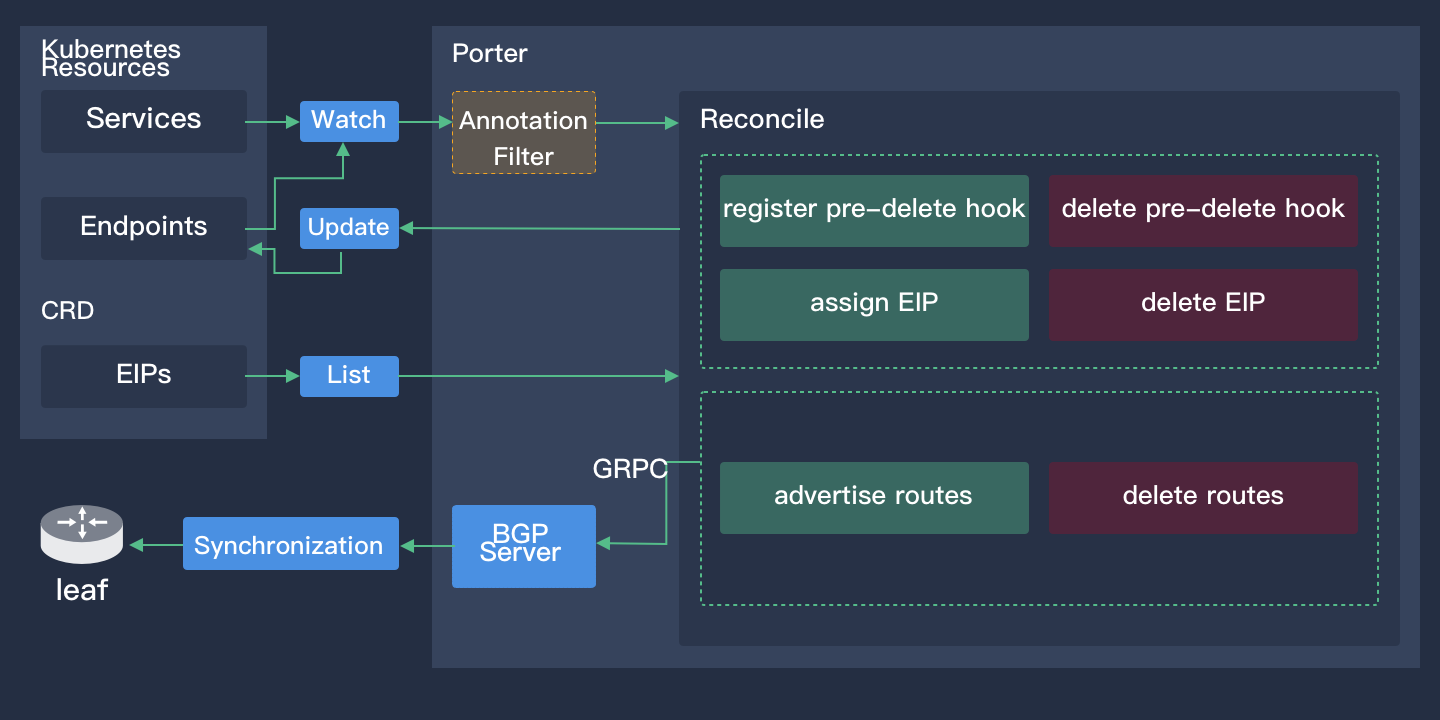 Kubernetes
Resources
Services
Endpoints
CRD
EIPs
Watch
Update
List
Porter
Annotation
Filter
Reconcile
register pre–delete hook
delete pre–delete hook
assign EIP
delete EIP
advertise routes
delete routes
GRPC
BGP
Server
Synchronization
leaf